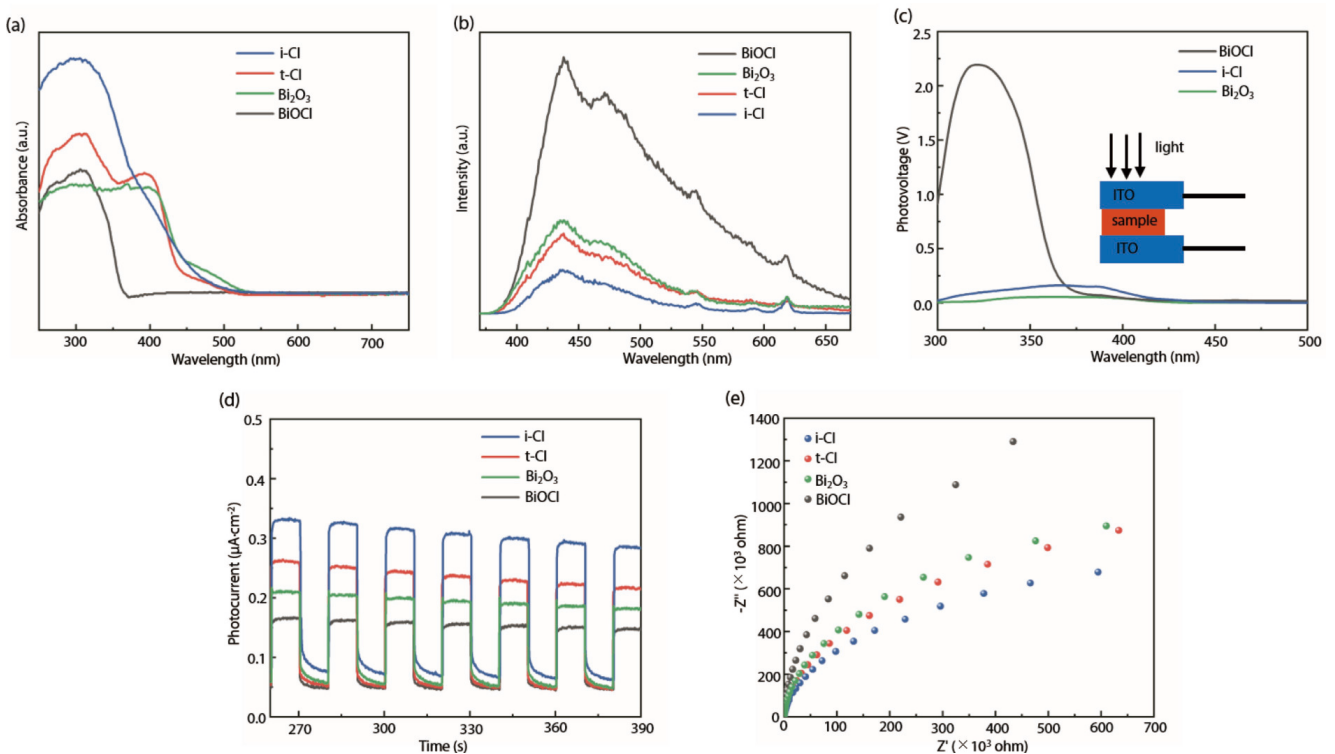 (a)
i-Cl
t-Cl
Bi₂O₃
BiOCl
Absorbance (a.u.)
300 400 500 600 700
Wavelength (nm)
(b)
BiOCl
Bi₂O₃
t-Cl
i-Cl
Intensity (a.u.)
400 450 500 550 600 650
Wavelength (nm)
(c)
BiOCl
i-Cl
Bi₂O₃
2.5
2.0
1.5
1.0
0.5
0.0
Photovoltage (V)
light
ITO
sample
ITO
300 350 400 450 500
Wavelength (nm)
(d)
i-Cl
t-Cl
Bi₂O₃
BiOCl
0.5
0.4
0.3
0.2
0.1
0.0
Photocurrent (μA·cm⁻²)
270 300 330 360 390
Time (s)
(e)
i-Cl
t-Cl
Bi₂O₃
BiOCl
1400
1300
1000
800
600
400
200
0
-Z'' (×10³ ohm)
0 100 200 300 400 500 600 700
Z' (×10³ ohm)